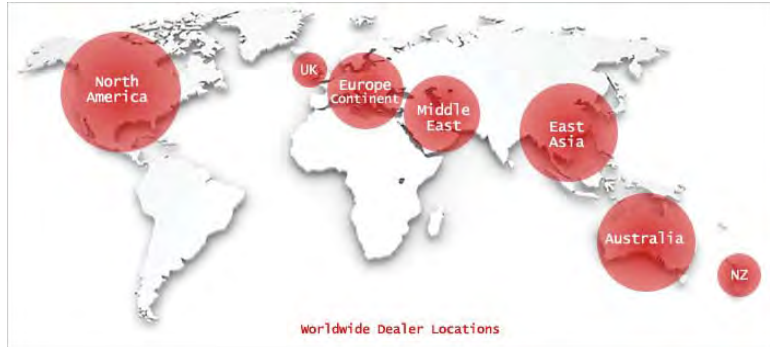 North
America
UK
Europe
Continent
Middle
East
East
Asia
Australia
NZ
Worldwide Dealer Locations